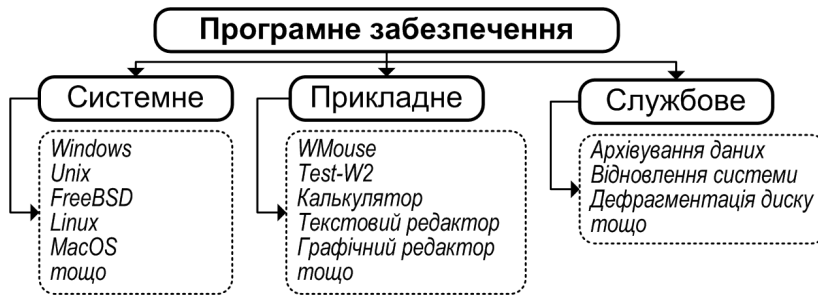 Програмне забезпечення
Системне
Windows
Unix
FreeBSD
Linux
MacOS
тощо
Прикладне
WMouse
Test-W2
Калькулятор
Текстовий редактор
Графічний редактор
тощо
Службове
Архівування даних
Відновлення системи
Дефрагментація диску
тощо